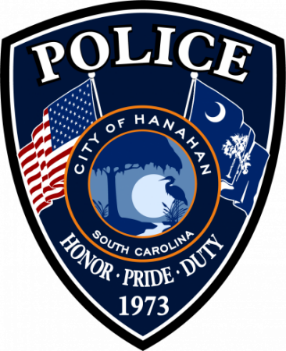 POLICE
CITY OF HANAHAN
SOUTH CAROLINA
HONOR · PRIDE · DUTY
1973